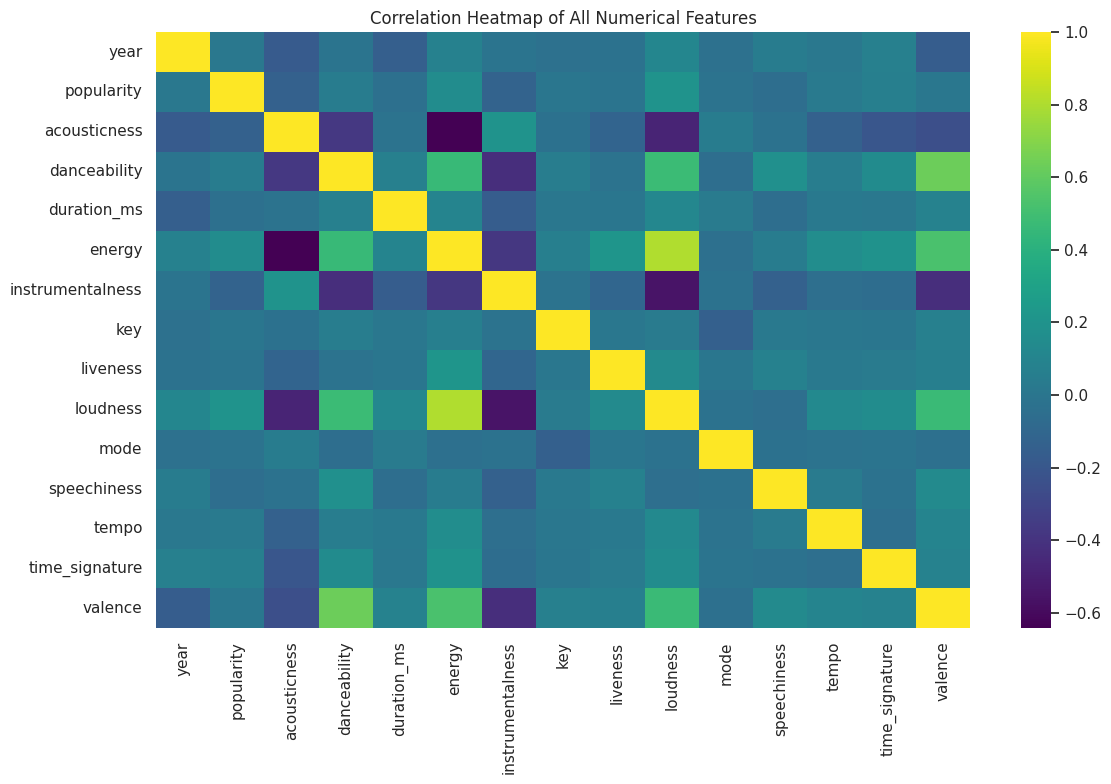 Correlation Heatmap of All Numerical Features
year
popularity
acousticness
danceability
duration_ms
energy
instrumentalness
key
liveness
loudness
mode
speechiness
tempo
time_signature
valence
year
popularity
acousticness
danceability
duration_ms
energy
instrumentalness
key
liveness
loudness
mode
speechiness
tempo
time_signature
valence
1.0
0.8
0.6
0.4
0.2
0.0
−0.2
−0.4
−0.6